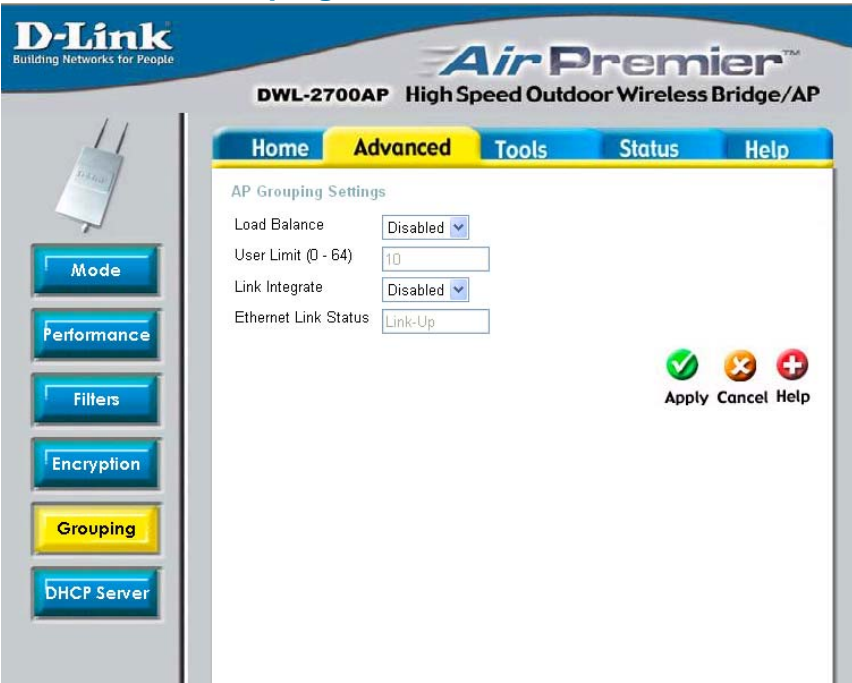 D-Link
Building Networks for People
AirPremier™
DWL-2700AP High Speed Outdoor Wireless Bridge/AP
Home Advanced Tools Status Help
AP Grouping Settings
Load Balance Disabled
User Limit (0 - 64) 10
Link Integrate Disabled
Ethernet Link Status Link-Up
Apply Cancel Help
Mode
Performance
Filters
Encryption
Grouping
DHCP Server